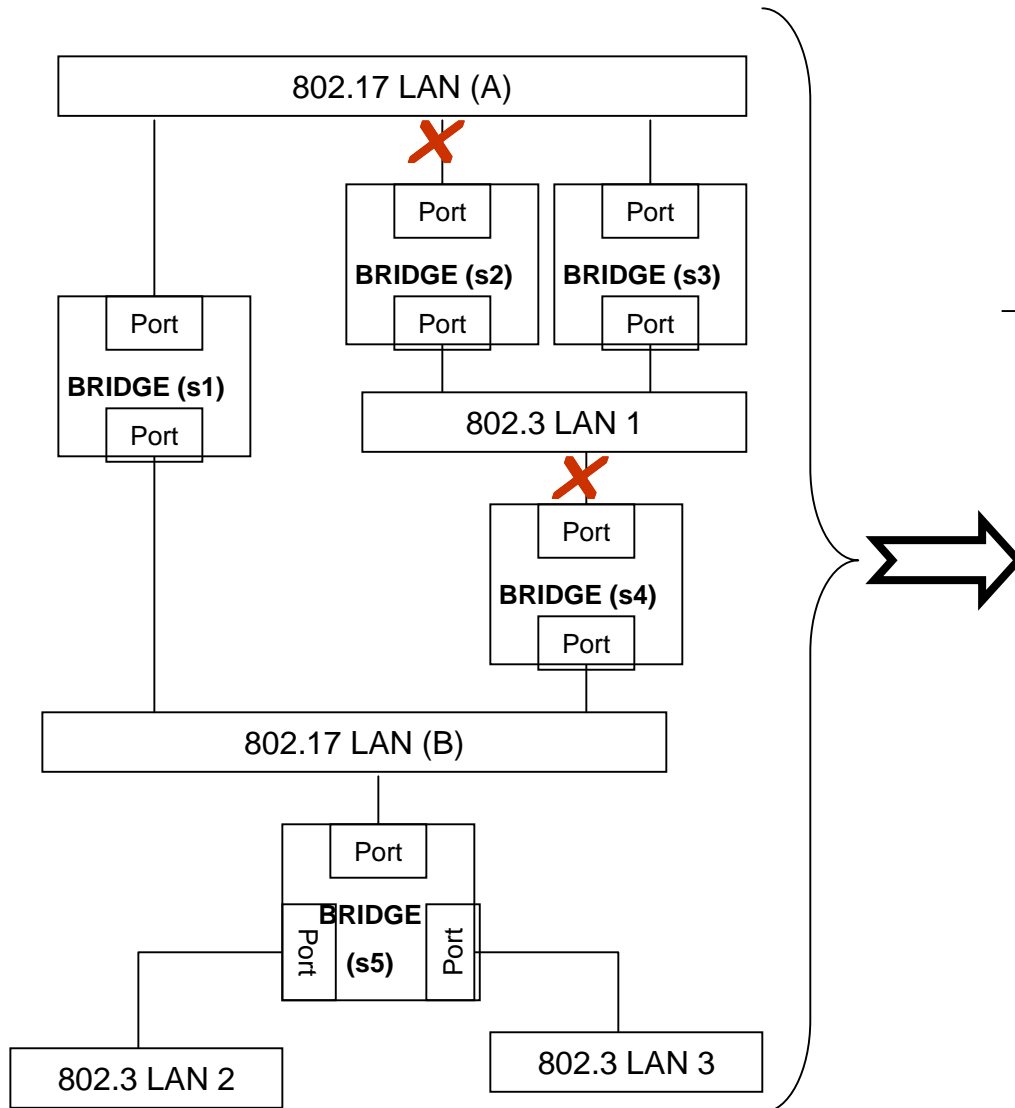 802.17 LAN (A)
Port
Port
BRIDGE (s2)
BRIDGE (s3)
Port
Port
Port
BRIDGE (s1)
Port
802.3 LAN 1
Port
BRIDGE (s4)
Port
802.17 LAN (B)
Port
BRIDGE
Port
(s5)
Port
802.3 LAN 2
802.3 LAN 3